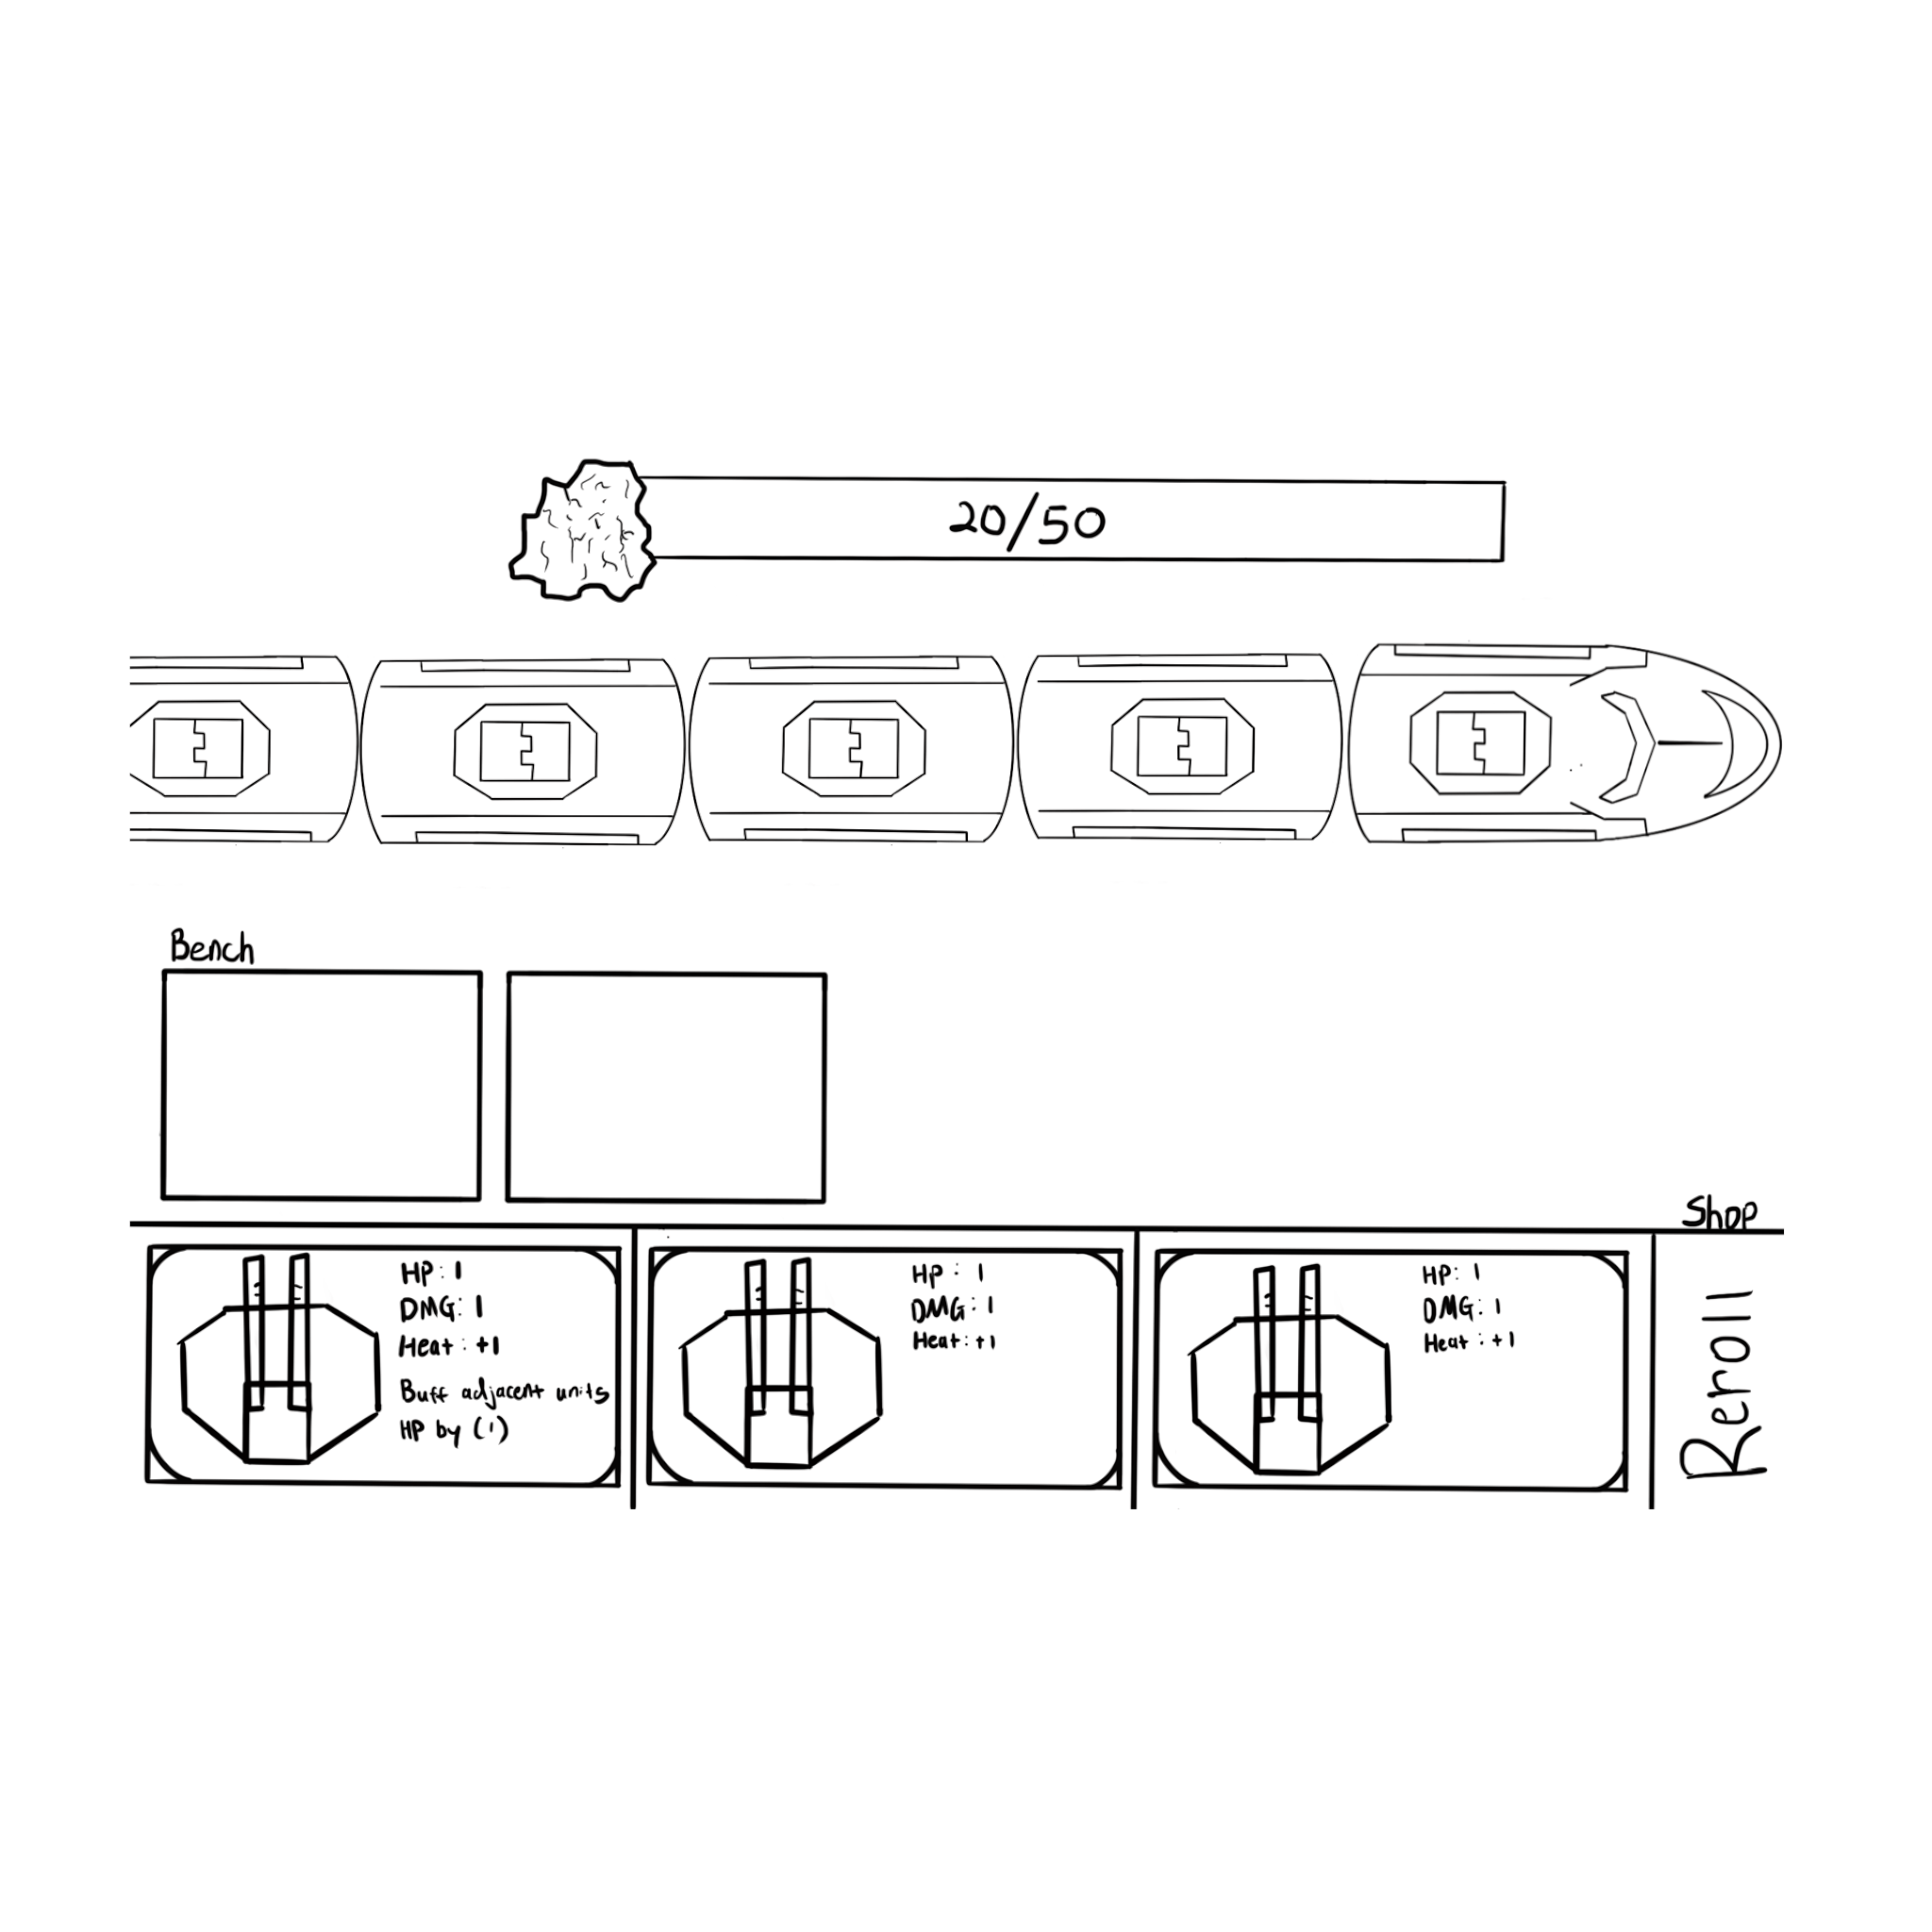 20/50
Bench
Shop
HP: 1
DMG: 1
Heat: +1
Buff adjacent units
HP by (1)
HP: 1
DMG: 1
Heat: +1
HP: 1
DMG: 1
Heat: +1
Reroll